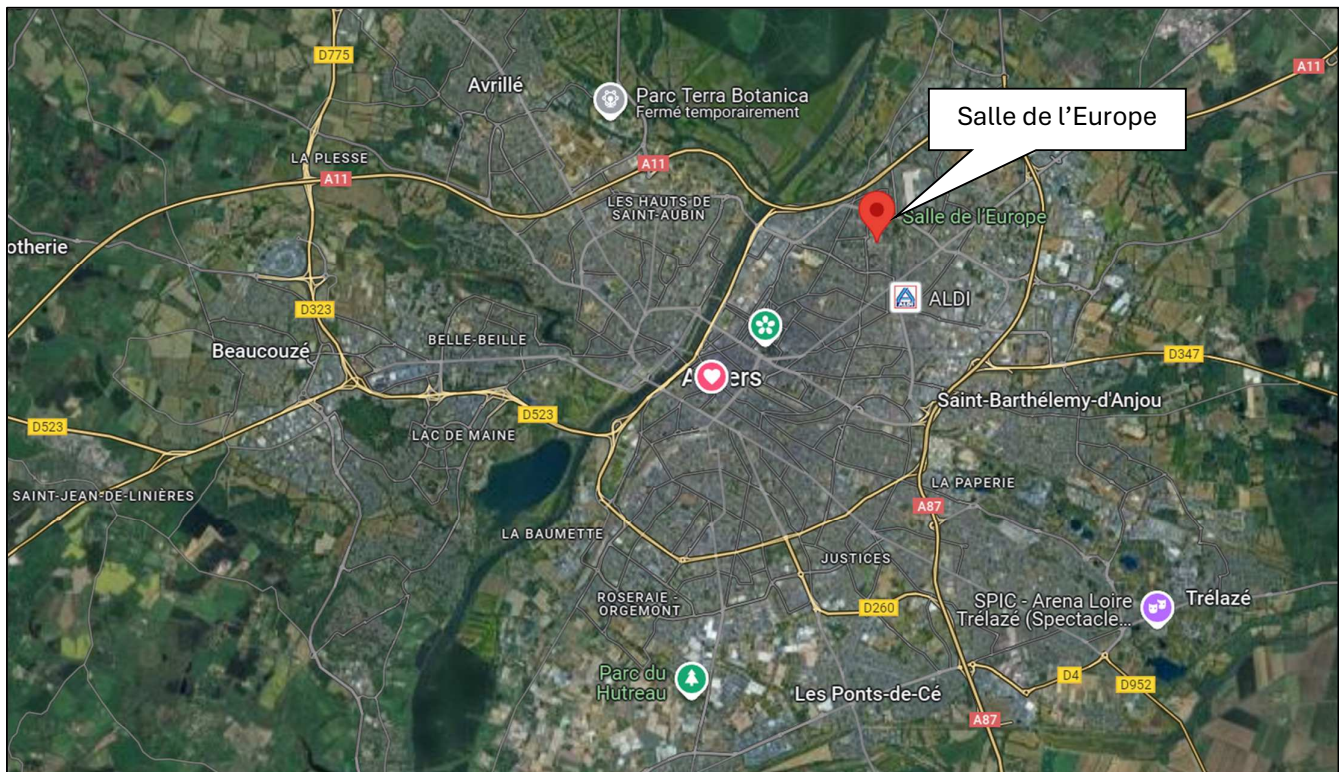 D775
Avrillé
Parc Terra Botanica
Fermé temporairement
A11
Salle de l'Europe
LA PLESSE
A11
A11
LES HAUTS DE
SAINT-AUBIN
Salle de l'Europe
otherie
ALDI
D323
BELLE-BEILLE
Beaucouzé
D347
Saint-Barthélemy-d'Anjou
D523
D523
LAC DE MAINE
SAINT-JEAN-DE-LINIÈRES
LA PAPERIE
A87
LA BAUMETTE
JUSTICES
ROSERAIE -
ORGEMONT
D260
SPIC - Arena Loire
Trélazé (Spectacle...
Trélazé
Parc du
Hutreau
Les Ponts-de-Cé
D4
D952
A87